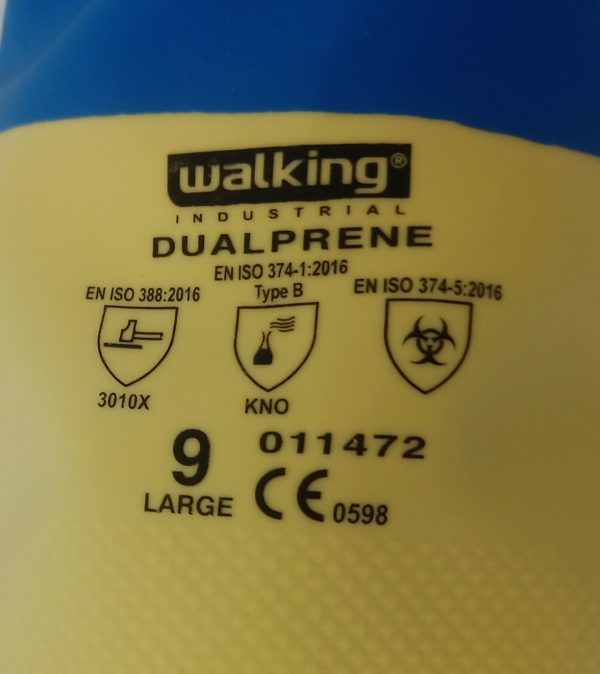 walking®
INDUSTRIAL
DUALPRENE
EN ISO 388:2016
3010X
EN ISO 374-1:2016
Type B
KNO
EN ISO 374-5:2016
9
LARGE
011472
CE 0598